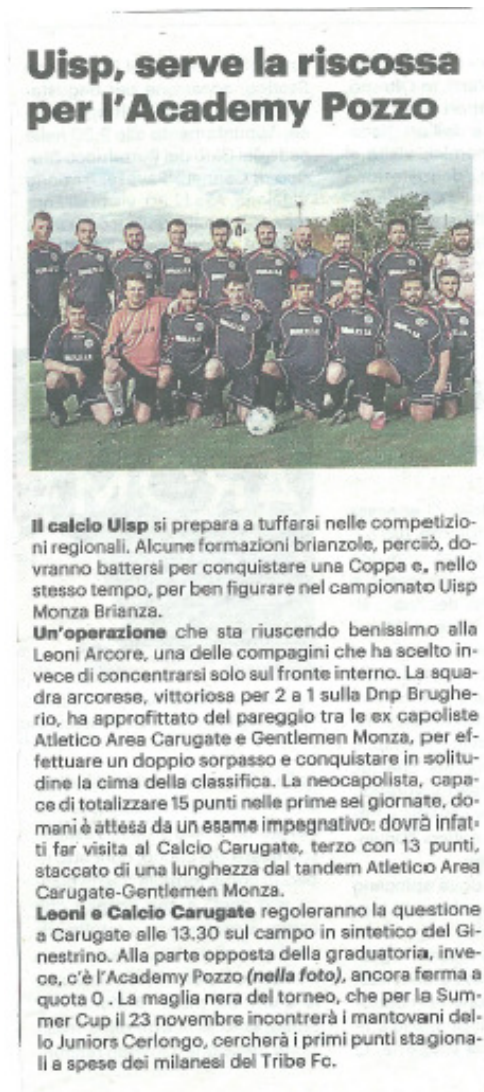 Uisp, serve la riscossa
per l'Academy Pozzo
Il calcio Uisp si prepara a tuffarsi nelle competizio-
ni regionali. Alcune formazioni brianzole, perciiò, do-
vranno battersi per conquistare una Coppa e, nello
stesso tempo, per ben figurare nel campionato Uisp
Monza Brianza.
Un'operazione che sta riuscendo benissimo alla
Leoni Arcore, una delle compagini che ha scelto in-
vece di concentrarsi solo sul fronte interno. La squa-
dra arcorese, vittoriosa per 2 a 1 sulla Dnp Brughe-
rio, ha approfittato del pareggio tra le ex capoliste
Atletico Area Carugate e Gentlemen Monza, per ef-
fettuare un doppio sorpasso e conquistare in solitu-
dine la cima della classifica. La neocapolista, capa-
ce di totalizzare 15 punti nelle prime sei giornate, do-
mani è attesa da un esame impegnativo: dovrà infat-
ti far visita al Calcio Carugate, terzo con 13 punti,
staccato di una lunghezza dal tandem Atletico Area
Carugate-Gentlemen Monza.
Leoni e Calcio Carugate regoleranno la questione
a Carugate alle 13.30 sul campo in sintetico del Gi-
nestrino. Alla parte opposta della graduatoria, inve-
ce, c'è l'Academy Pozzo (nella foto), ancora ferma a
quota 0 . La maglia nera del torneo, che per la Sum-
mer Cup il 23 novembre incontrerà i mantovani del-
lo Juniors Cerlongo, cercherà i primi punti stagiona-
li a spese dei milanesi del Tribe Fc.